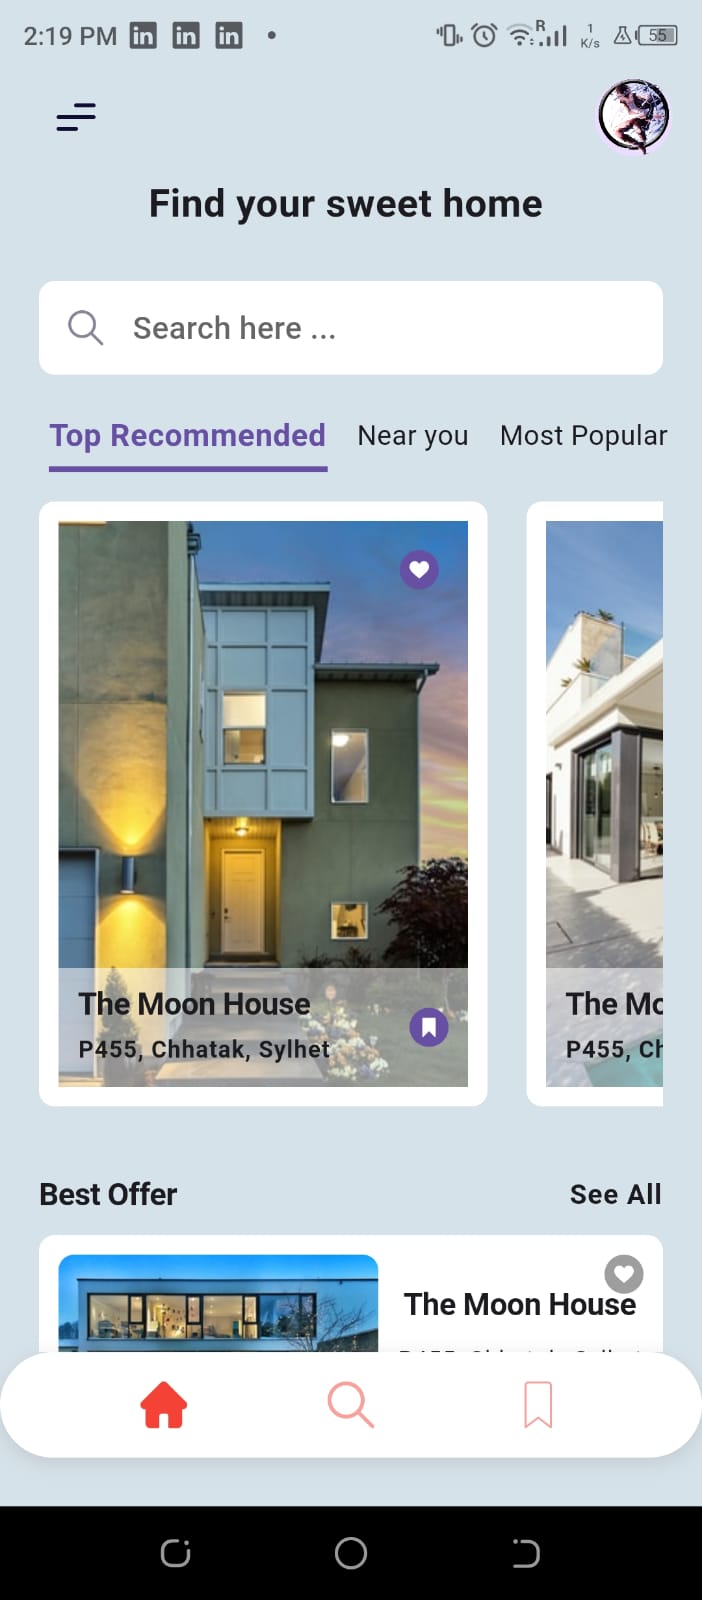 2:19 PM in in in
R
1
K/s
55
Find your sweet home
Search here ...
Top Recommended Near you Most Popular
The Moon House
P455, Chhatak, Sylhet
The Mo
P455, Ch
Best Offer See All
The Moon House